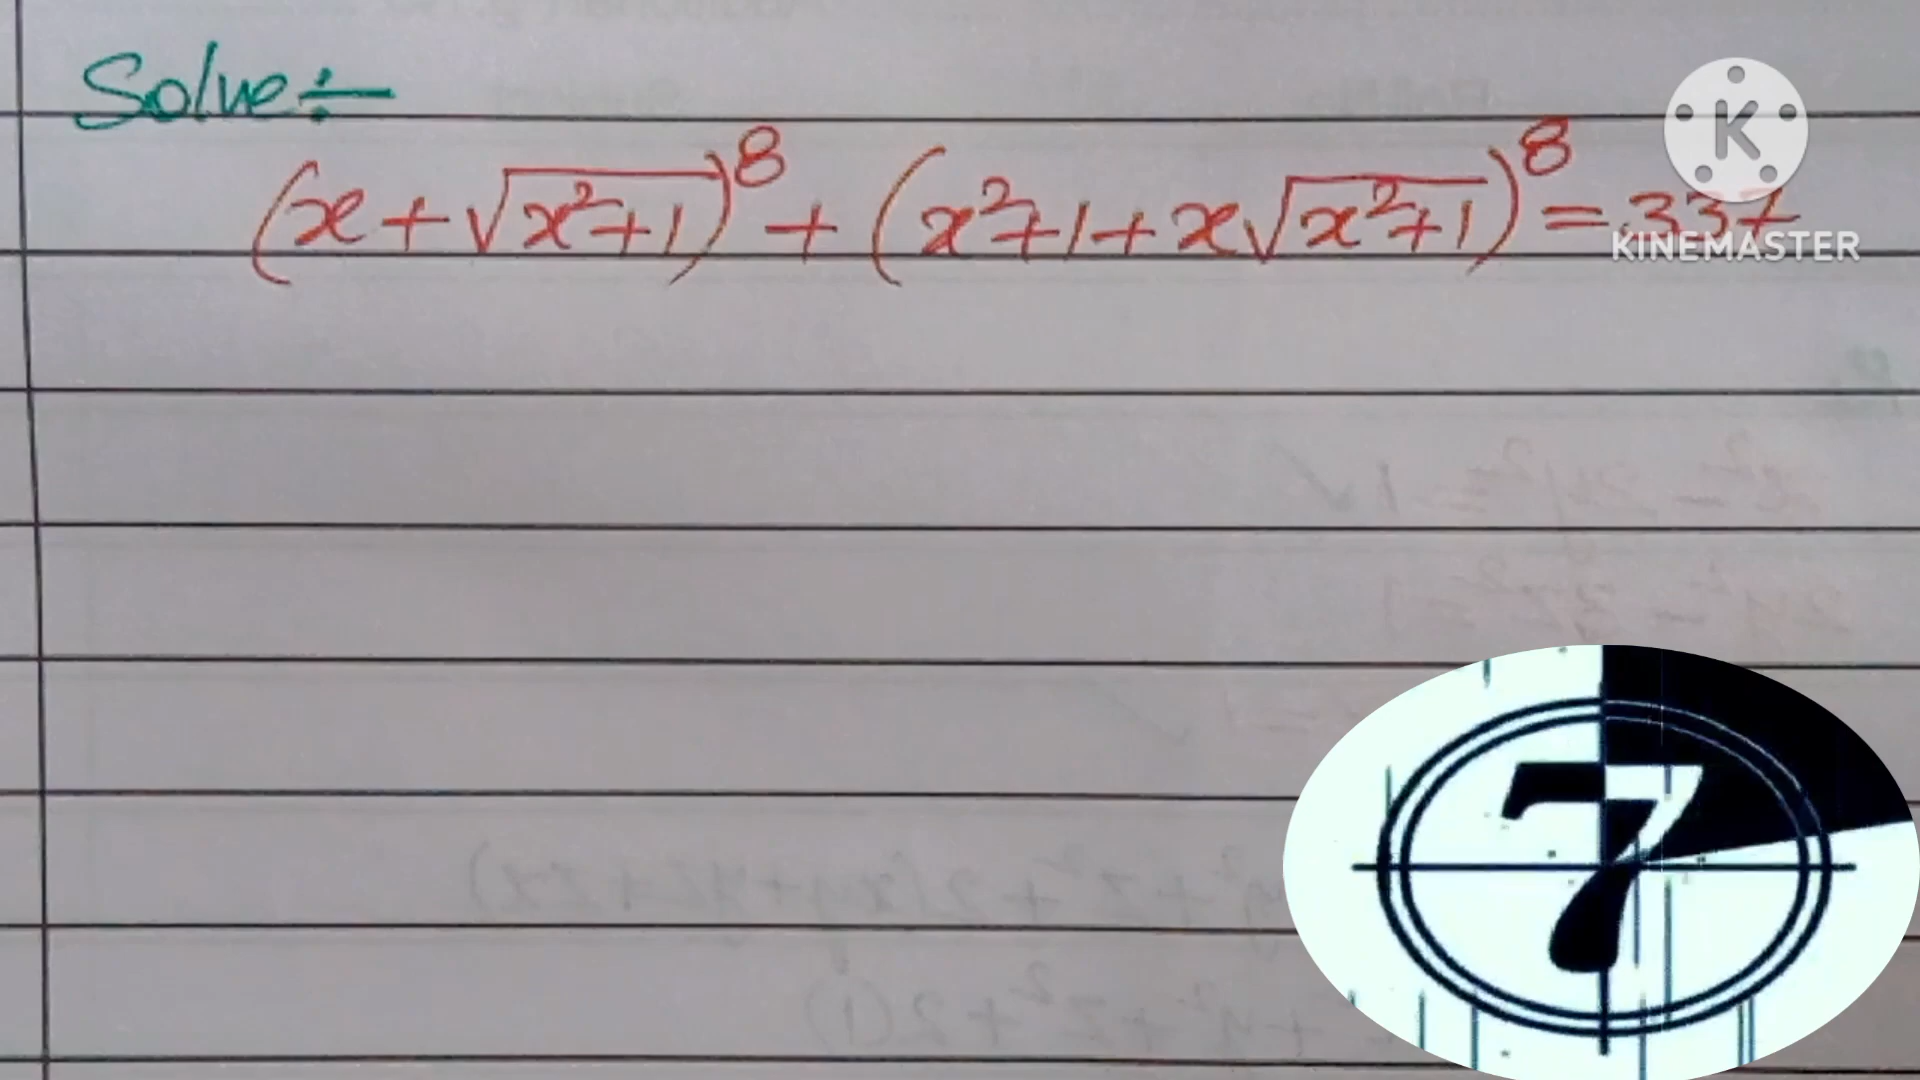 Solve:-
(x+√(x²+1))⁸ + (x²+1+x√(x²+1))⁸ = 337
K
KINEMASTER
7